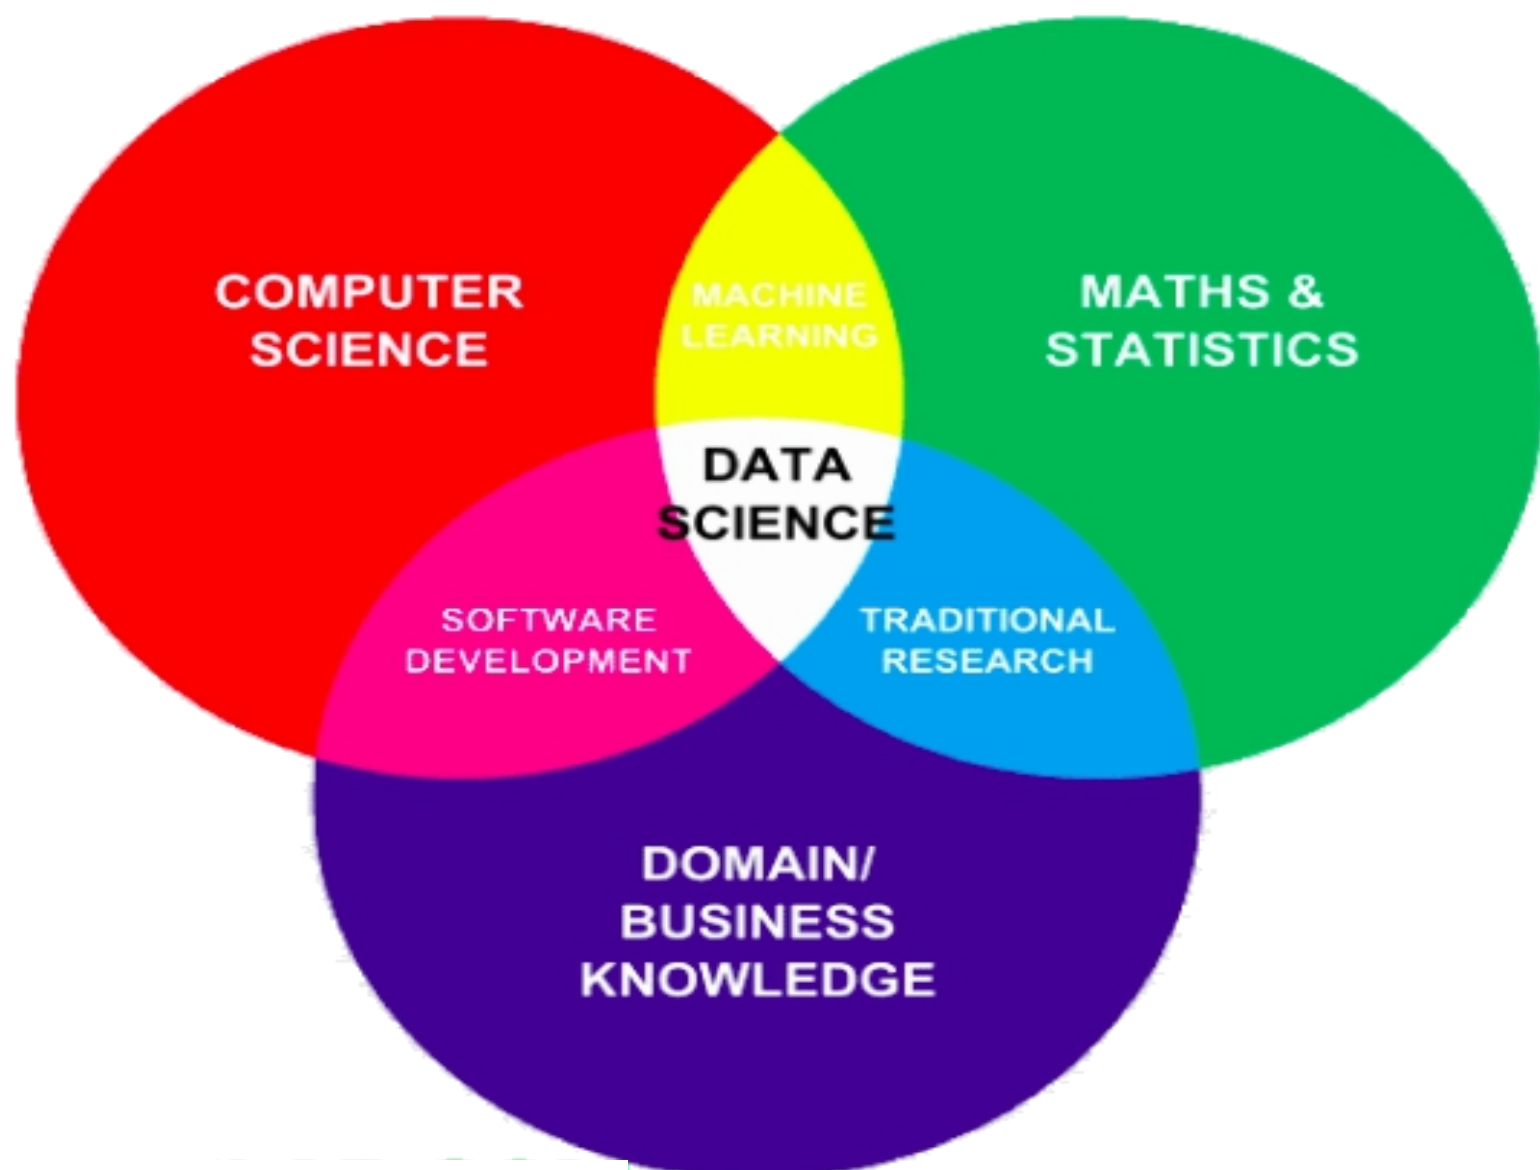 COMPUTER
SCIENCE
MACHINE
LEARNING
MATHS &
STATISTICS
DATA
SCIENCE
SOFTWARE
DEVELOPMENT
TRADITIONAL
RESEARCH
DOMAIN/
BUSINESS
KNOWLEDGE